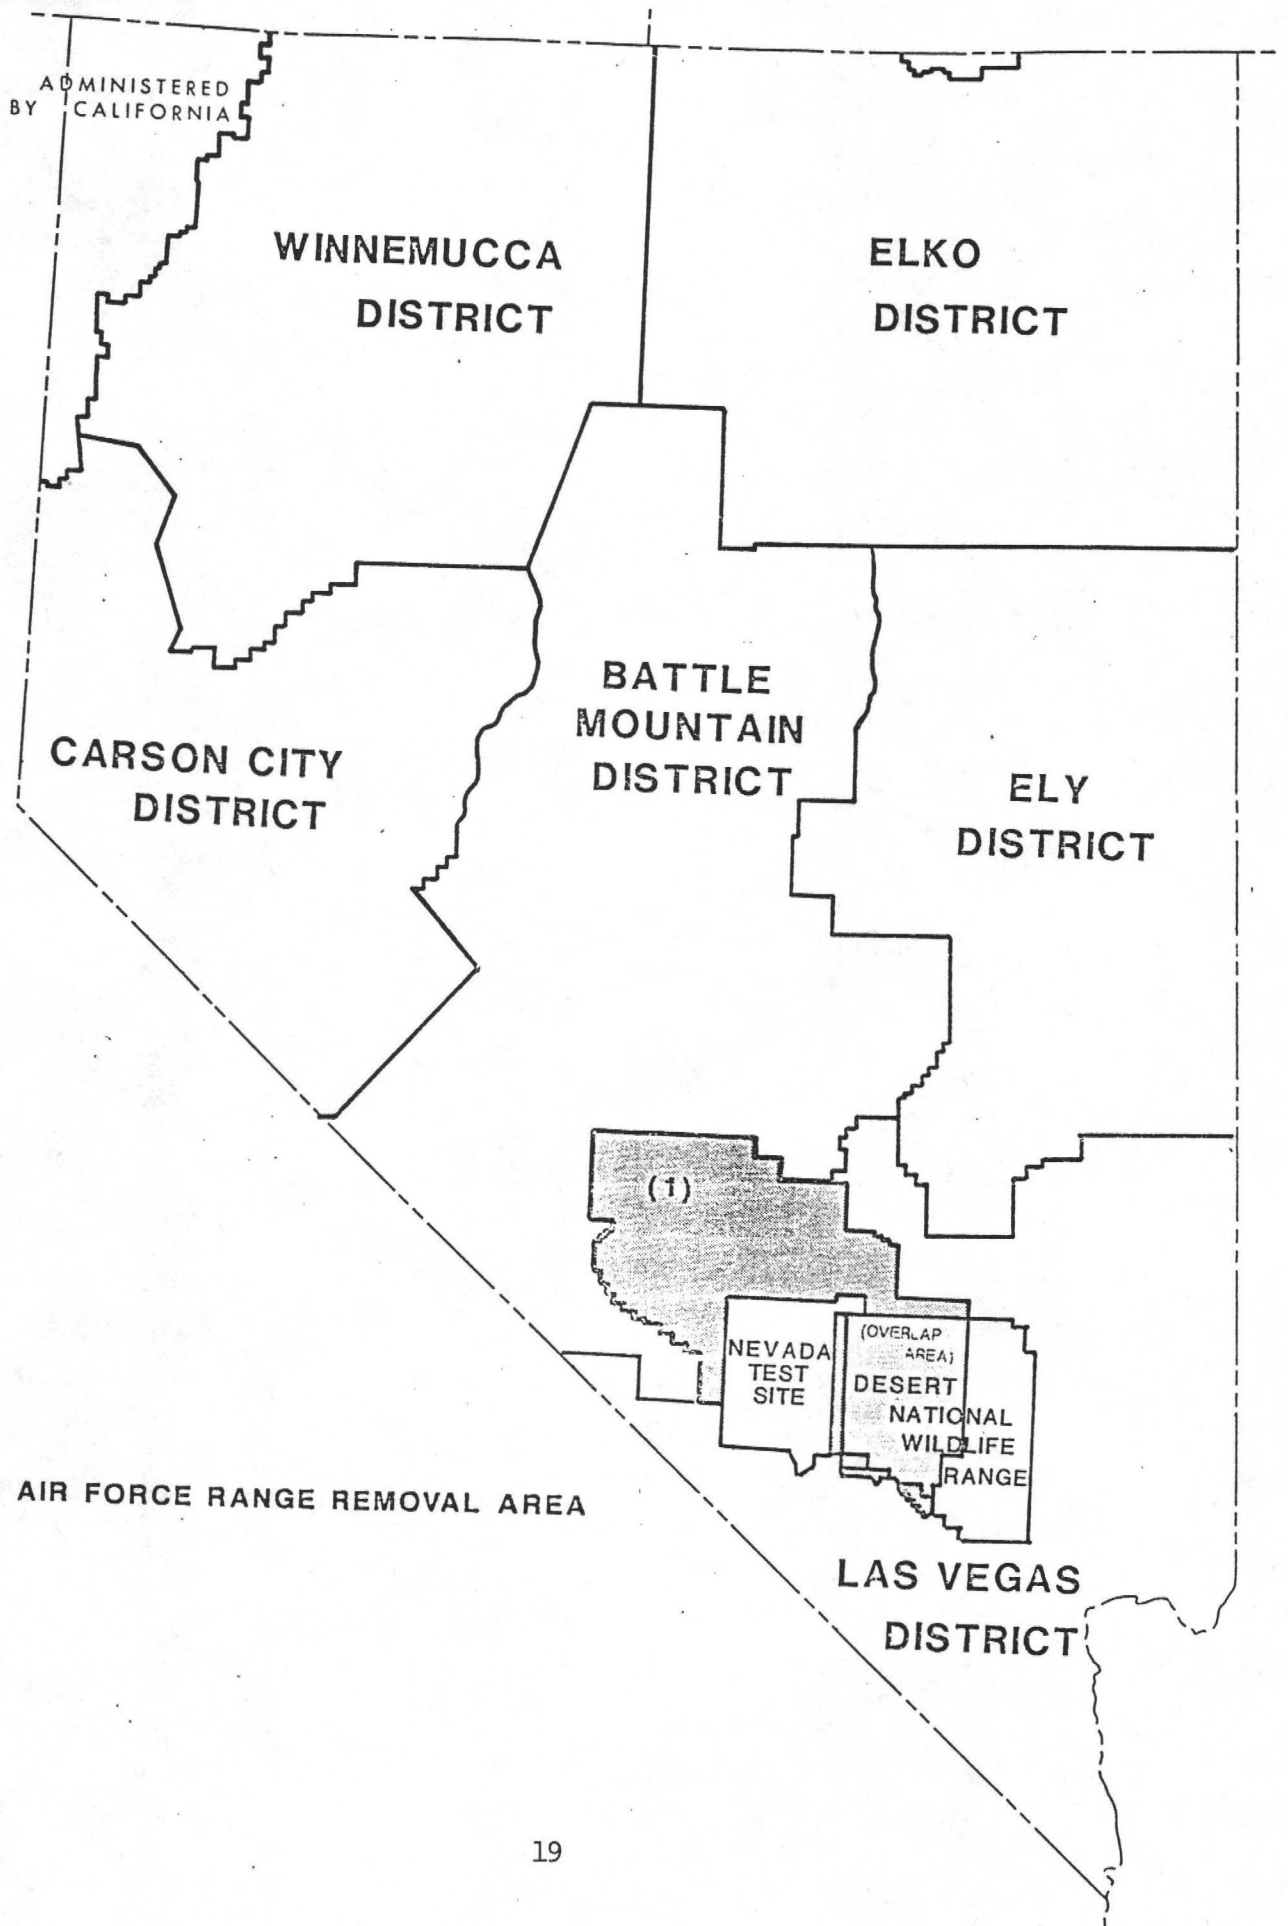 ADMINISTERED
BY CALIFORNIA
WINNEMUCCA
DISTRICT
ELKO
DISTRICT
BATTLE
MOUNTAIN
DISTRICT
CARSON CITY
DISTRICT
ELY
DISTRICT
(1)
(OVERLAP
AREA)
NEVADA
TEST
SITE
DESERT
NATIONAL
WILDLIFE
RANGE
AIR FORCE RANGE REMOVAL AREA
LAS VEGAS
DISTRICT
19